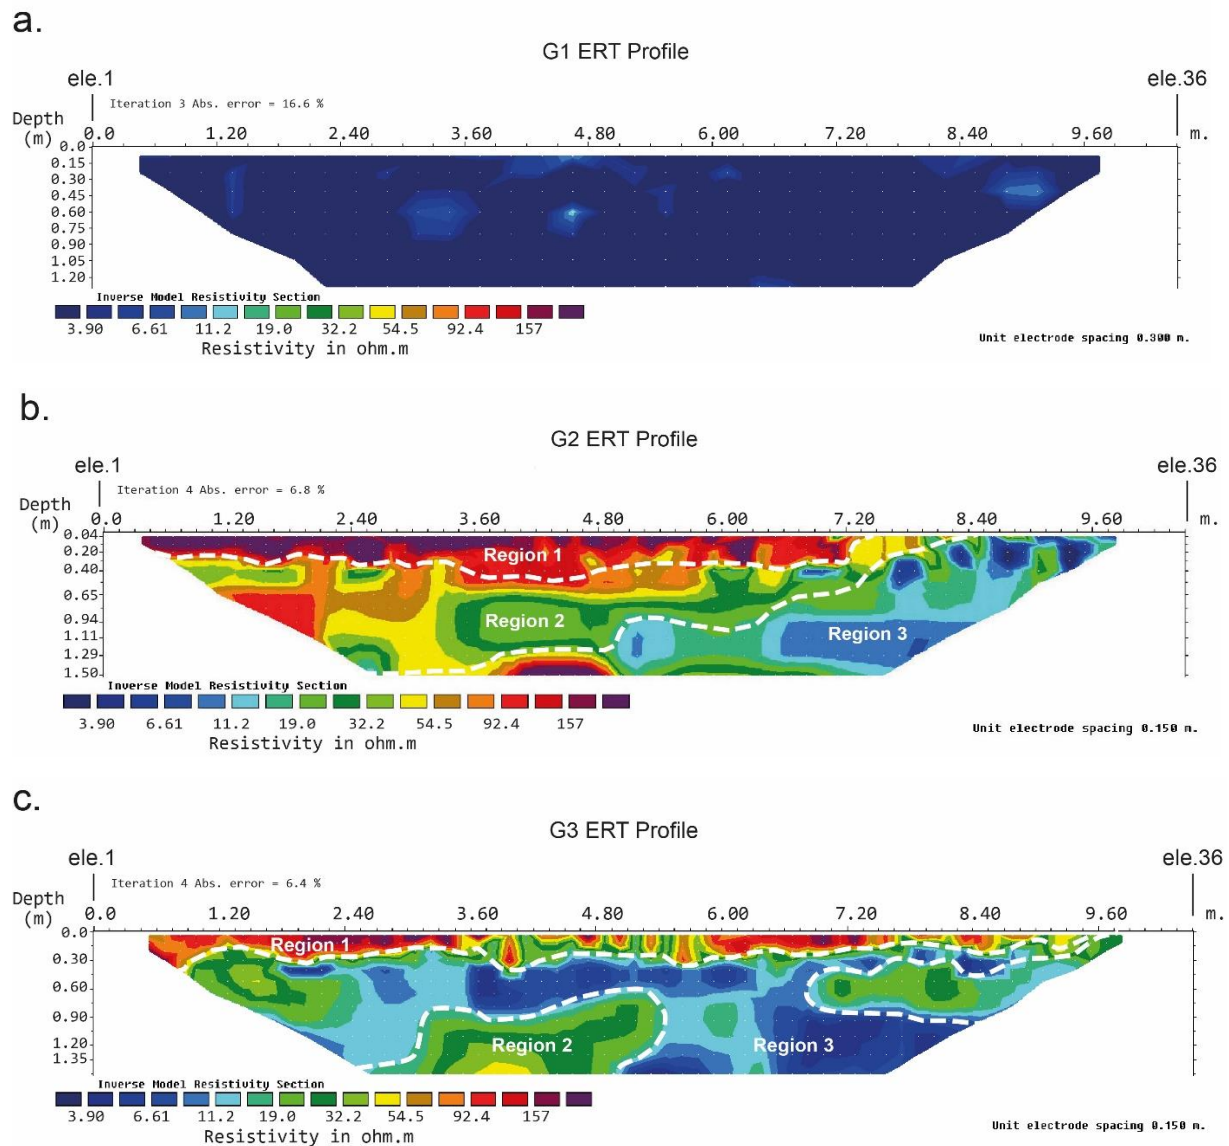 a.
G1 ERT Profile
ele.1 ele.36
Iteration 3 Abs. error = 16.6 %
Depth
(m) 0.0 1.20 2.40 3.60 4.80 6.00 7.20 8.40 9.60 m.
0.0
0.15
0.30
0.45
0.60
0.75
0.90
1.05
1.20
Inverse Model Resistivity Section
3.90 6.61 11.2 19.0 32.2 54.5 92.4 157
Resistivity in ohm.m
Unit electrode spacing 0.300 m.
b.
G2 ERT Profile
ele.1 ele.36
Iteration 4 Abs. error = 6.8 %
Depth
(m) 0.0 1.20 2.40 3.60 4.80 6.00 7.20 8.40 9.60 m.
0.04
0.20
0.40
0.65
0.94
1.11
1.29
1.50
Region 1
Region 2
Region 3
Inverse Model Resistivity Section
3.90 6.61 11.2 19.0 32.2 54.5 92.4 157
Resistivity in ohm.m
Unit electrode spacing 0.150 m.
c.
G3 ERT Profile
ele.1 ele.36
Iteration 4 Abs. error = 6.4 %
Depth
(m) 0.0 1.20 2.40 3.60 4.80 6.00 7.20 8.40 9.60 m.
0.0
0.30
0.60
0.90
1.20
1.35
Region 1
Region 2 Region 3
Inverse Model Resistivity Section
3.90 6.61 11.2 19.0 32.2 54.5 92.4 157
Resistivity in ohm.m
Unit electrode spacing 0.150 m.